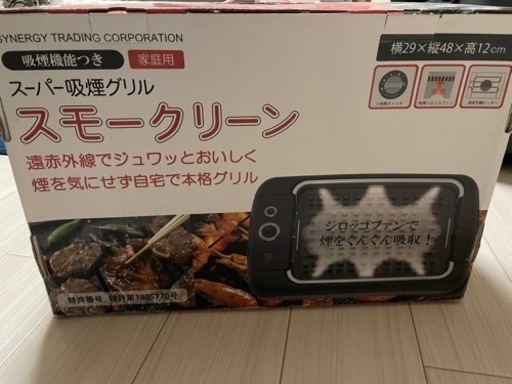 SYNERGY TRADING CORPORATION
吸煙機能つき 家庭用
横29×縦48×高12cm
スーパー吸煙グリル
スモークリーン
遠赤外線でジュワッとおいしく
煙を気にせず自宅で本格グリル
シロッコファンで
煙をぐんぐん吸収!
特許番号 特許第3805770号